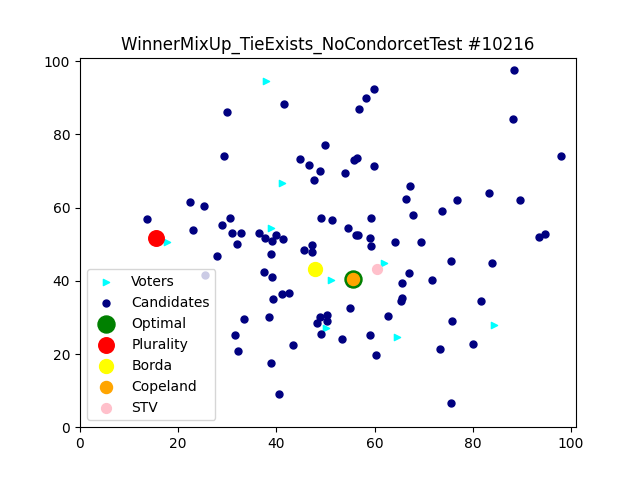 WinnerMixUp_TieExists_NoCondorcetTest #10216
100
80
60
40
20
0
Voters
Candidates
Optimal
Plurality
Borda
Copeland
STV
0 20 40 60 80 100